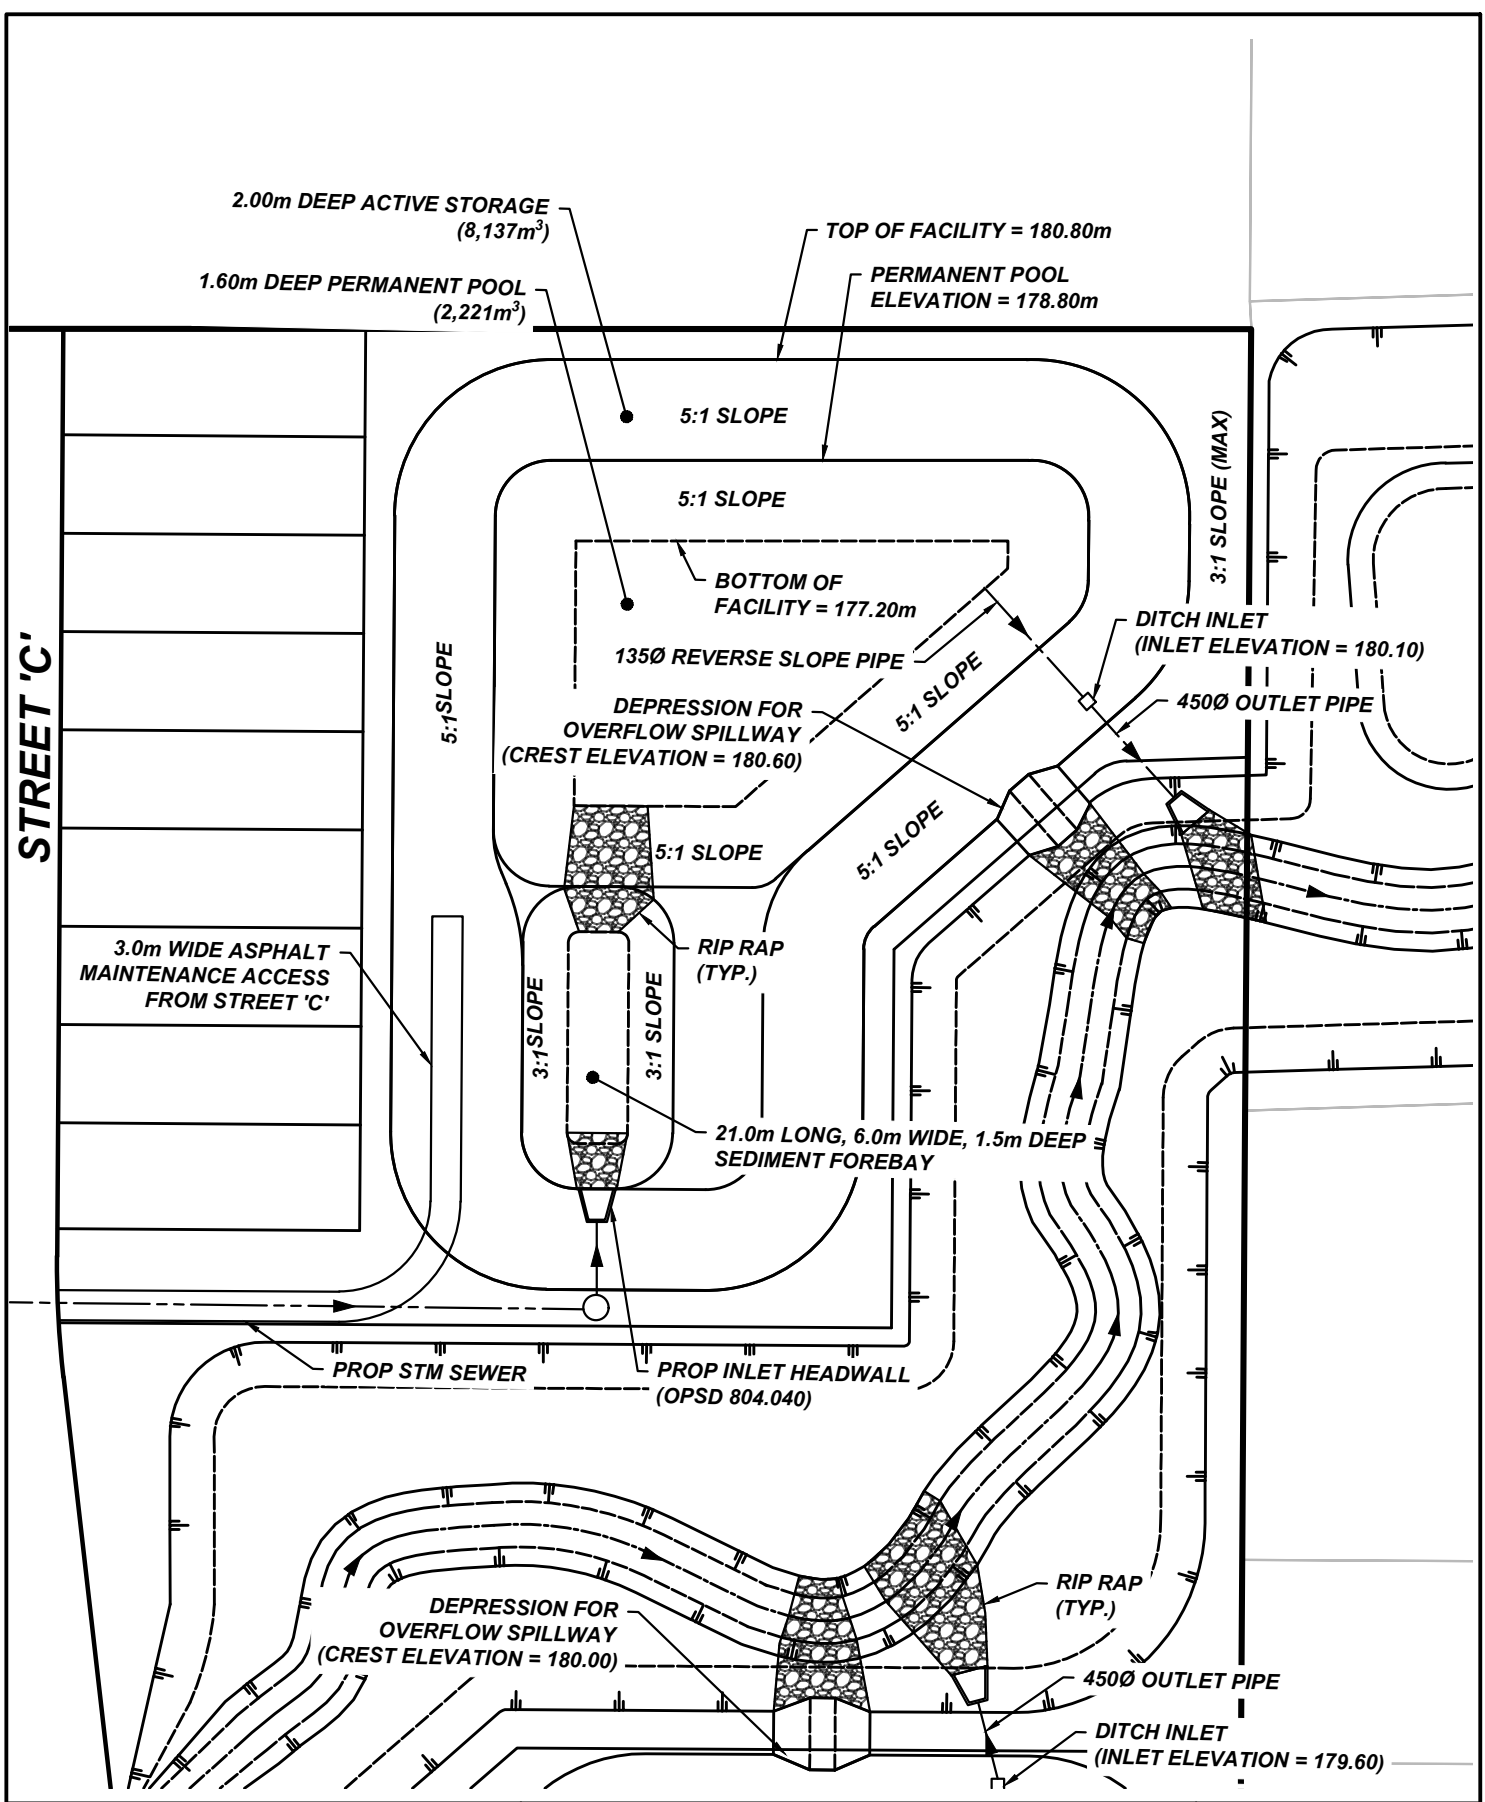 2.00m DEEP ACTIVE STORAGE
(8,137m³)
TOP OF FACILITY = 180.80m
1.60m DEEP PERMANENT POOL
(2,221m³)
PERMANENT POOL
ELEVATION = 178.80m
5:1 SLOPE
5:1 SLOPE
3:1 SLOPE (MAX)
BOTTOM OF
FACILITY = 177.20m
DITCH INLET
(INLET ELEVATION = 180.10)
135Ø REVERSE SLOPE PIPE
450Ø OUTLET PIPE
5:1 SLOPE
5:1 SLOPE
DEPRESSION FOR
OVERFLOW SPILLWAY
(CREST ELEVATION = 180.60)
STREET 'C'
5:1 SLOPE
5:1 SLOPE
3.0m WIDE ASPHALT
MAINTENANCE ACCESS
FROM STREET 'C'
RIP RAP
(TYP.)
3:1 SLOPE
3:1 SLOPE
21.0m LONG, 6.0m WIDE, 1.5m DEEP
SEDIMENT FOREBAY
PROP STM SEWER
PROP INLET HEADWALL
(OPSD 804.040)
RIP RAP
(TYP.)
DEPRESSION FOR
OVERFLOW SPILLWAY
(CREST ELEVATION = 180.00)
450Ø OUTLET PIPE
DITCH INLET
(INLET ELEVATION = 179.60)